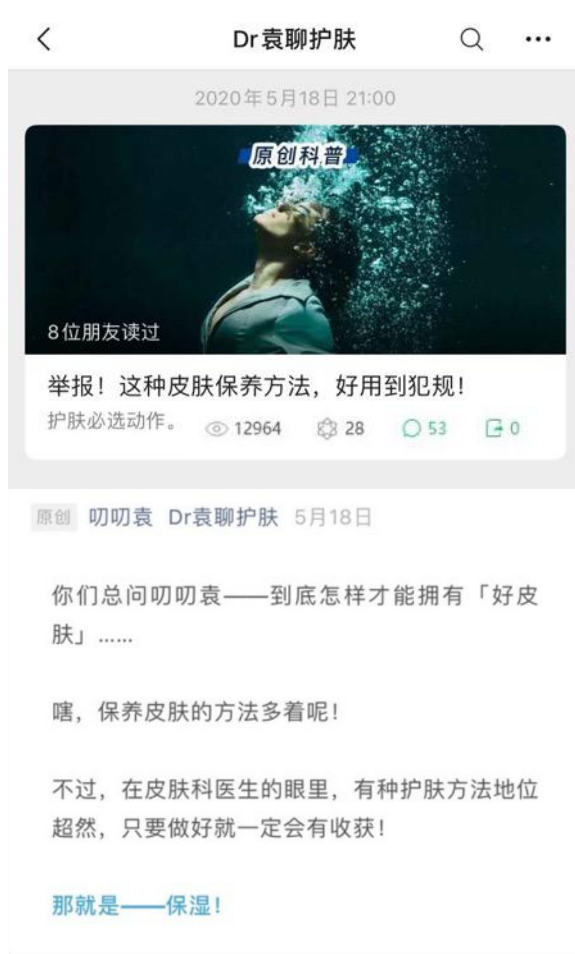 Dr袁聊护肤
2020年5月18日 21:00
原创科普
8位朋友读过
举报！这种皮肤保养方法，好用到犯规！
护肤必选动作。 12964 28 53 0
原创 叨叨袁 Dr袁聊护肤 5月18日
你们总问叨叨袁——到底怎样才能拥有「好皮
肤」……
嗐，保养皮肤的方法多着呢！
不过，在皮肤科医生的眼里，有种护肤方法地位
超然，只要做好就一定会有收获！
那就是——保湿！